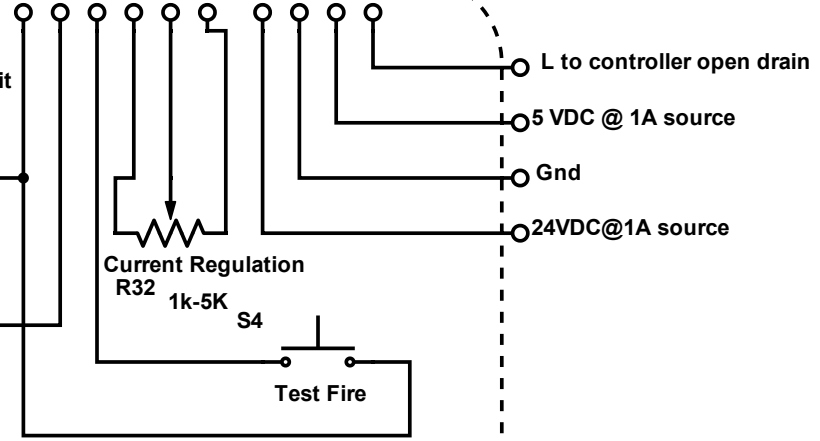 L to controller open drain
it
5 VDC @ 1A source
Gnd
24VDC@1A source
Current Regulation
R32
1k-5K
S4
Test Fire